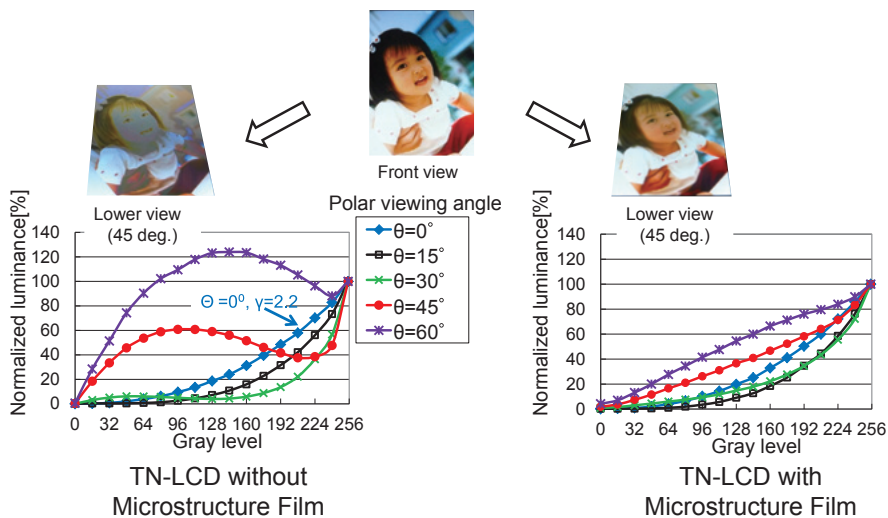 Front view
Lower view
(45 deg.)
Lower view
(45 deg.)
Polar viewing angle
θ=0°
θ=15°
θ=30°
θ=45°
θ=60°
Normalized luminance[%]
140
120
100
80
60
40
20
0
Θ =0⁰, γ=2.2
0 32 64 96 128 160 192 224 256
Gray level
TN-LCD without
Microstructure Film
Normalized luminance[%]
140
120
100
80
60
40
20
0
0 32 64 96 128 160 192 224 256
Gray level
TN-LCD with
Microstructure Film